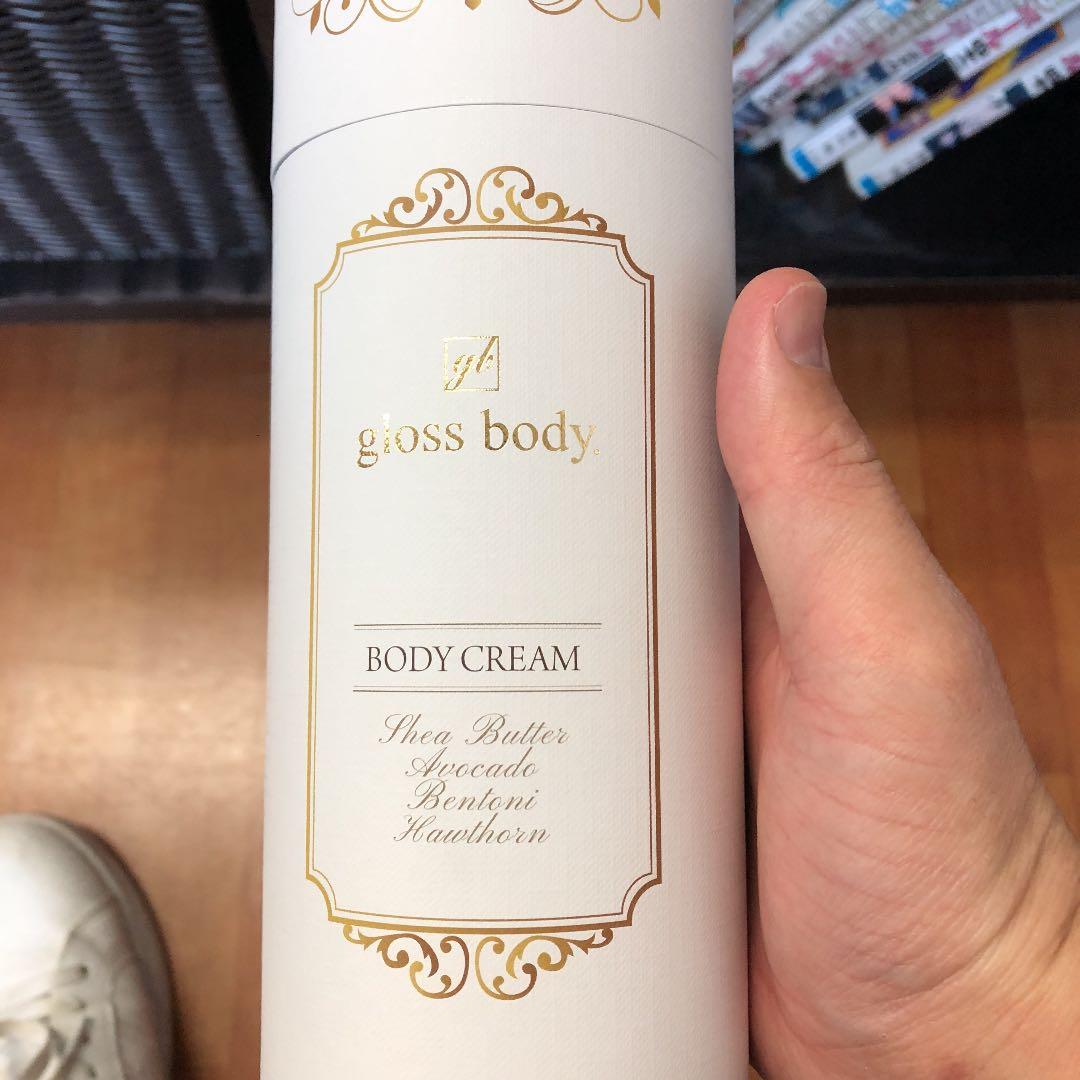 gb
gloss body.
BODY CREAM
Shea Butter
Avocado
Bentoni
Hawthorn